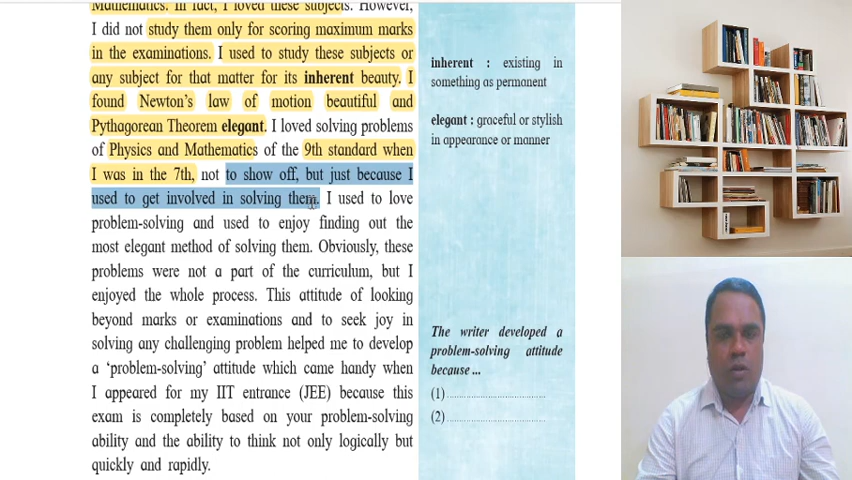 Mathematics. In fact, I loved these subjects. However,
I did not study them only for scoring maximum marks
in the examinations. I used to study these subjects or
any subject for that matter for its inherent beauty. I
found Newton's law of motion beautiful and
Pythagorean Theorem elegant. I loved solving problems
of Physics and Mathematics of the 9th standard when
I was in the 7th, not to show off, but just because I
used to get involved in solving them. I used to love
problem-solving and used to enjoy finding out the
most elegant method of solving them. Obviously, these
problems were not a part of the curriculum, but I
enjoyed the whole process. This attitude of looking
beyond marks or examinations and to seek joy in
solving any challenging problem helped me to develop
a ‘problem-solving’ attitude which came handy when
I appeared for my IIT entrance (JEE) because this
exam is completely based on your problem-solving
ability and the ability to think not only logically but
quickly and rapidly.
inherent : existing in
something as permanent
elegant : graceful or stylish
in appearance or manner
The writer developed a
problem-solving attitude
because ...
(1) ....................................
(2) ....................................